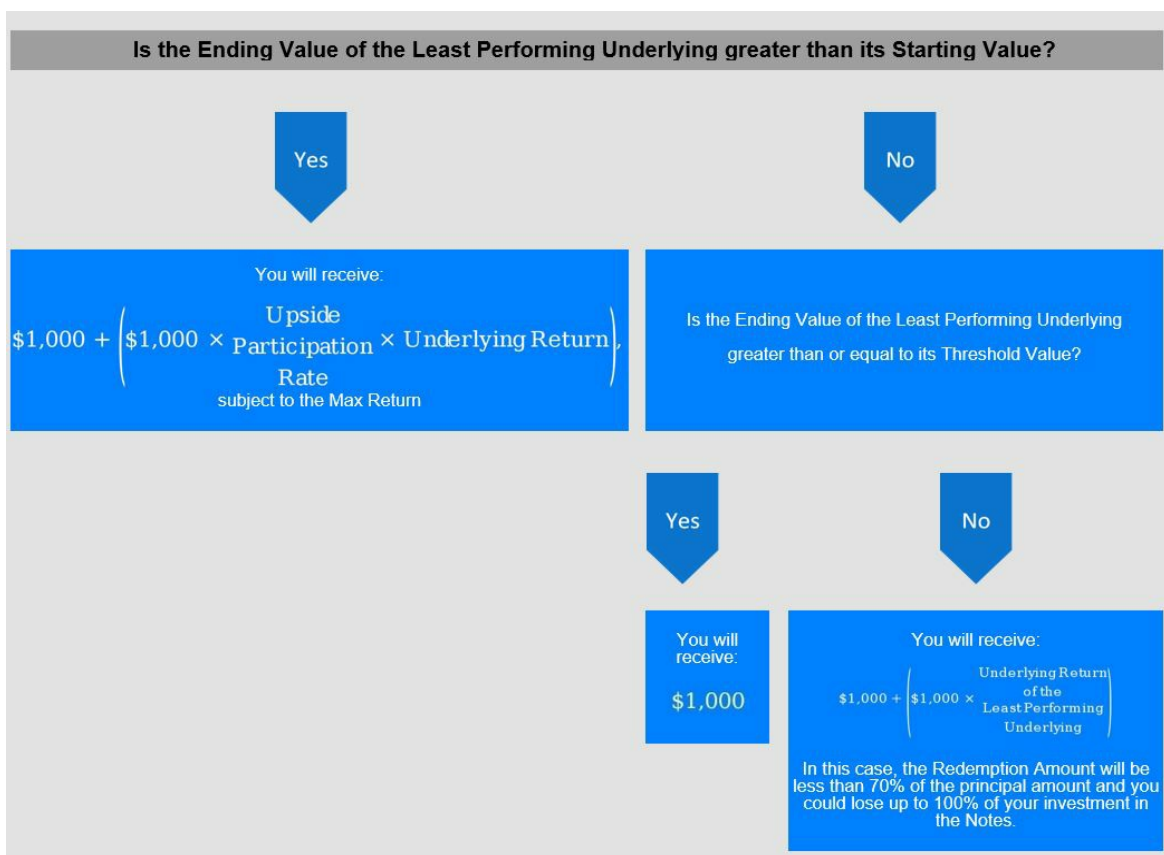 Is the Ending Value of the Least Performing Underlying greater than its Starting Value?
Yes
No
You will receive:
$1,000 + ($1,000 × Upside Participation Rate × Underlying Return),
subject to the Max Return
Is the Ending Value of the Least Performing Underlying
greater than or equal to its Threshold Value?
Yes
No
You will
receive:
$1,000
You will receive:
$1,000 + ($1,000 × Underlying Return of the Least Performing Underlying)
In this case, the Redemption Amount will be
less than 70% of the principal amount and you
could lose up to 100% of your investment in
the Notes.